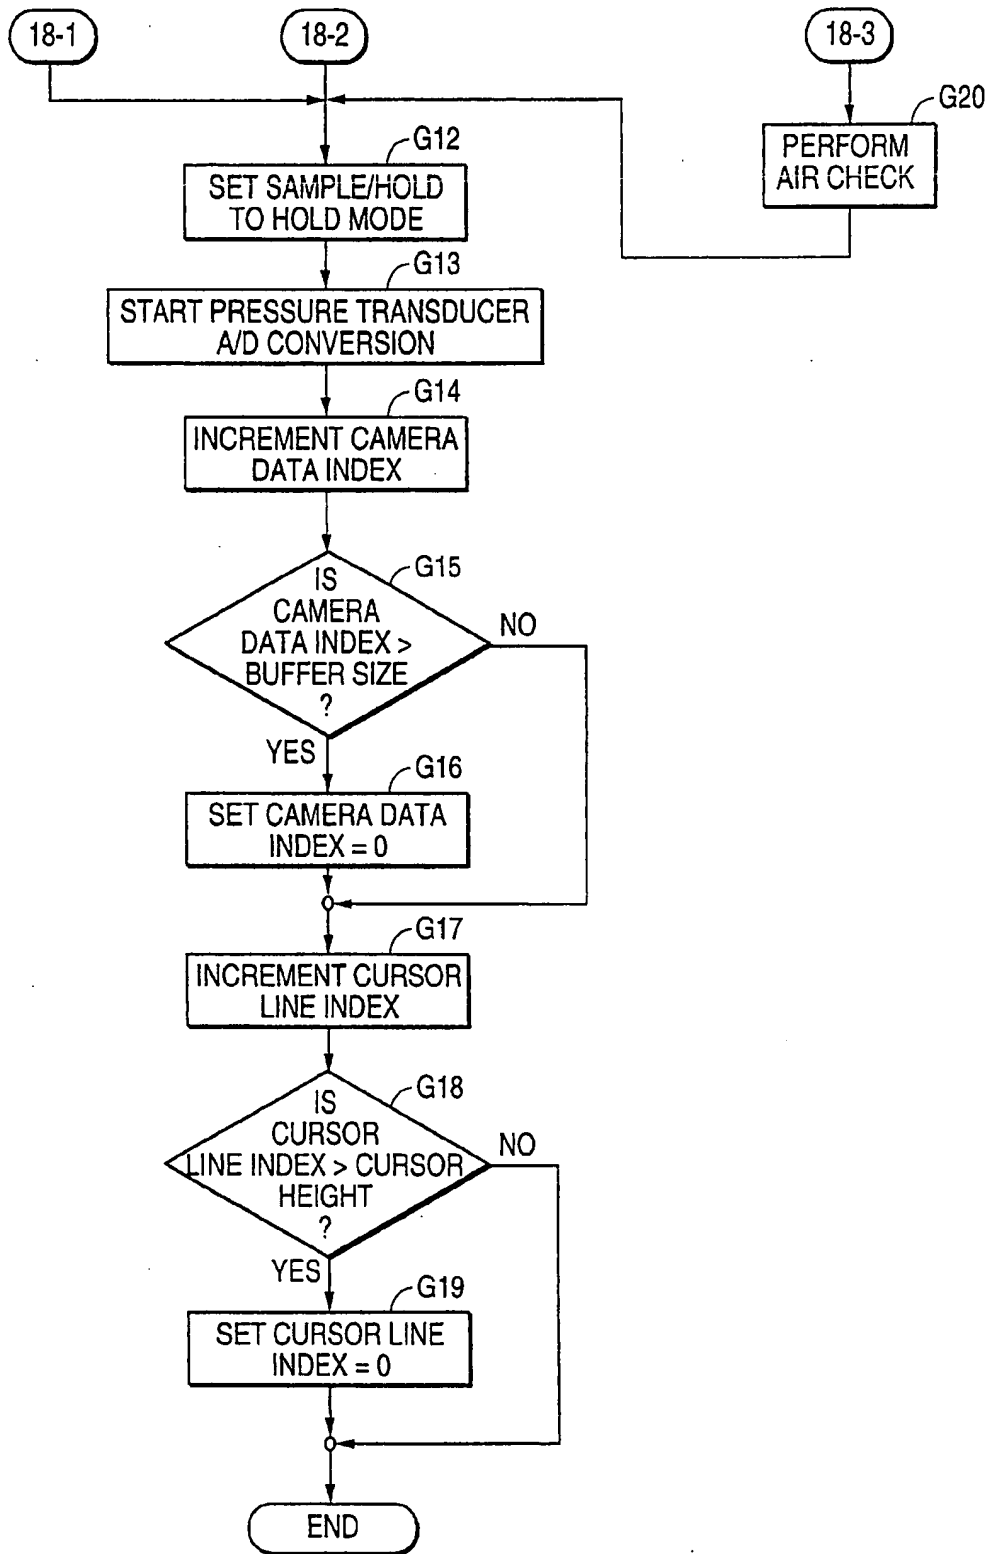 18-1
18-2
18-3
G20
PERFORM
AIR CHECK
G12
SET SAMPLE/HOLD
TO HOLD MODE
G13
START PRESSURE TRANSDUCER
A/D CONVERSION
G14
INCREMENT CAMERA
DATA INDEX
G15
IS
CAMERA
DATA INDEX >
BUFFER SIZE
?
NO
YES
G16
SET CAMERA DATA
INDEX = 0
G17
INCREMENT CURSOR
LINE INDEX
G18
IS
CURSOR
LINE INDEX > CURSOR
HEIGHT
?
NO
YES
G19
SET CURSOR LINE
INDEX = 0
END